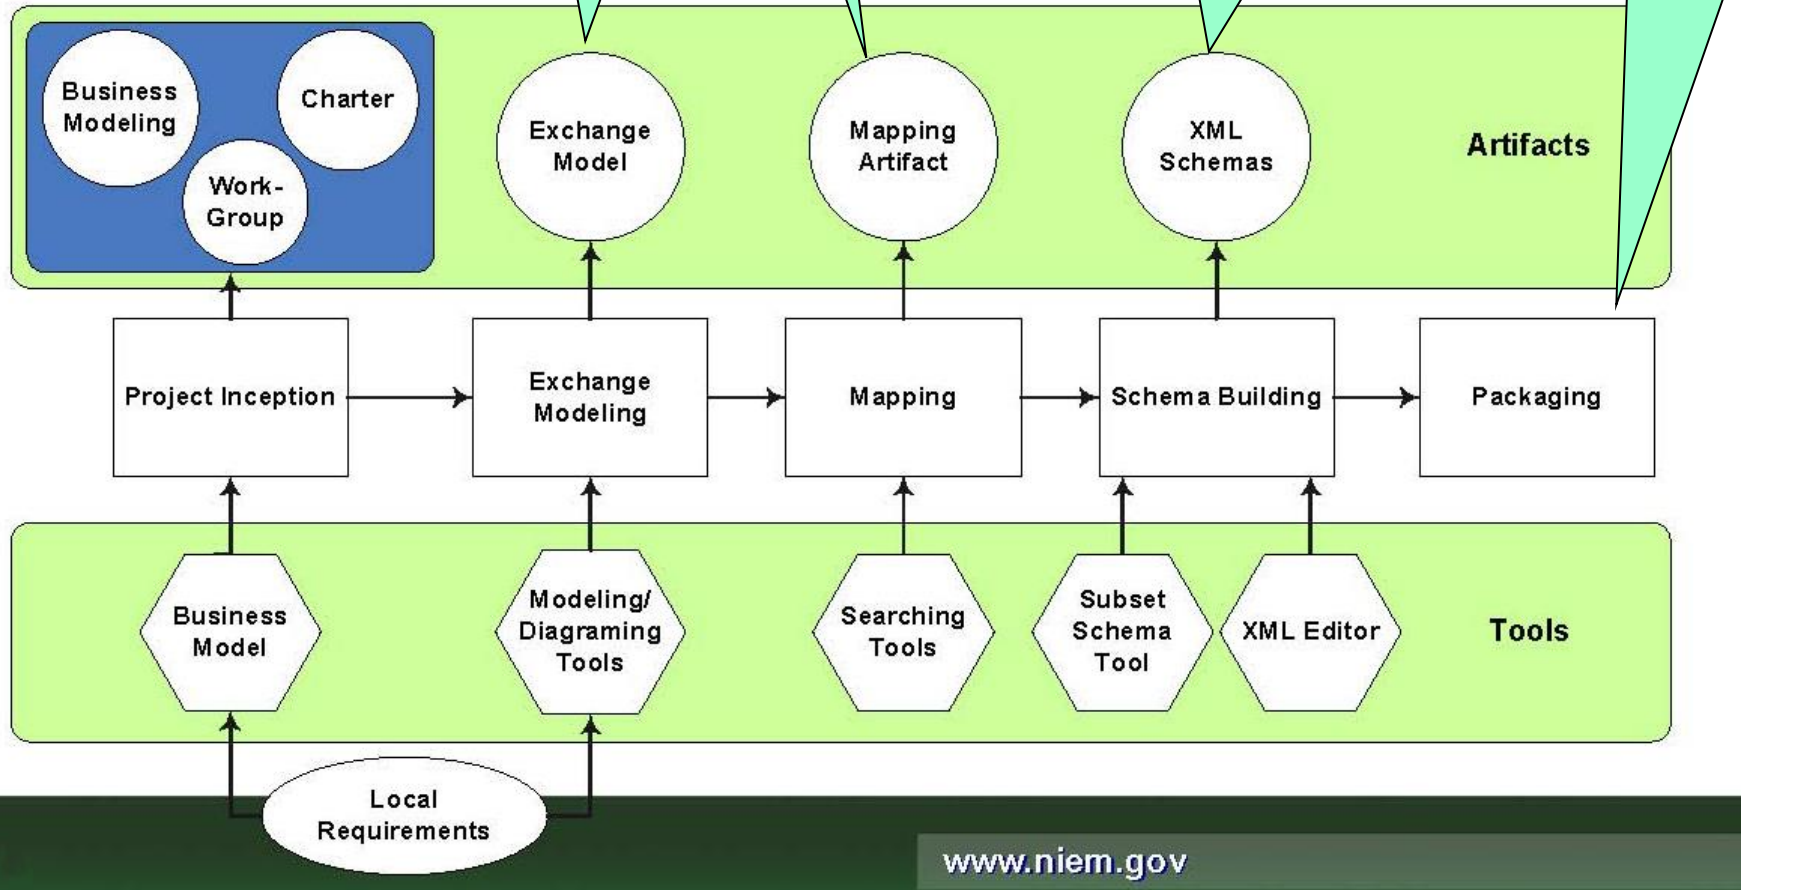 Business
Modeling
Charter
Work-
Group
Exchange
Model
Mapping
Artifact
XML
Schemas
Artifacts
Project Inception
Exchange
Modeling
Mapping
Schema Building
Packaging
Business
Model
Modeling/
Diagraming
Tools
Searching
Tools
Subset
Schema
Tool
XML Editor
Tools
Local
Requirements
www.niem.gov